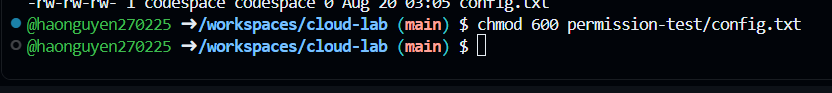 -rw-rw-rw- 1 codespace codespace 0 Aug 20 03:05 config.txt
@haonguyen270225 ➜/workspaces/cloud-lab (main) $ chmod 600 permission-test/config.txt
@haonguyen270225 ➜/workspaces/cloud-lab (main) $